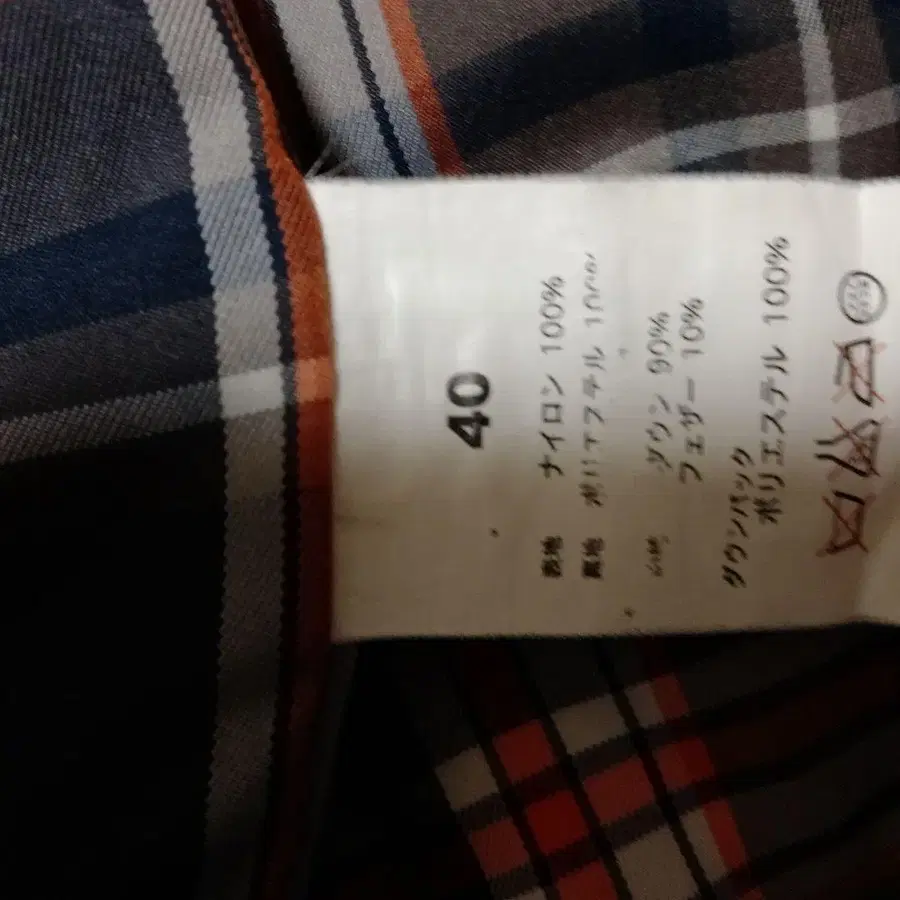 40
表地 ナイロン 100%
裏地 ポリエステル 100%
ダウン 90%
フェザー 10%
ダウンパック
ポリエステル 100%